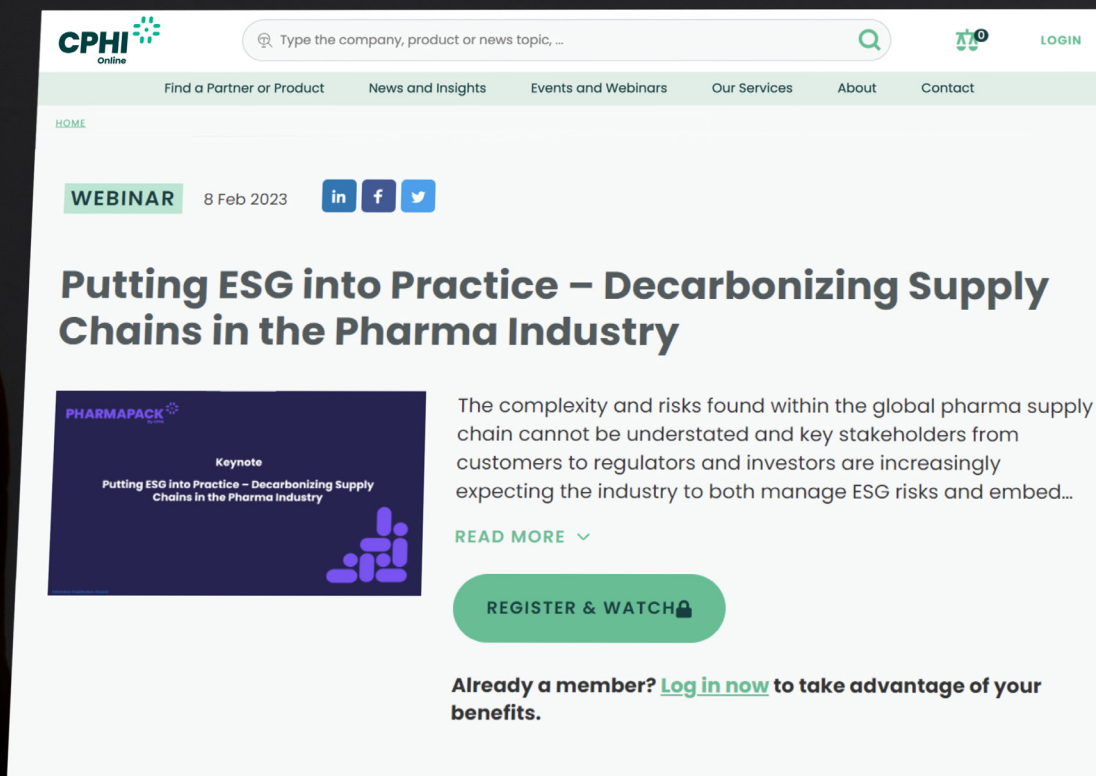 CPHI
Online
Type the company, product or news topic, ...
0
LOGIN
Find a Partner or Product
News and Insights
Events and Webinars
Our Services
About
Contact
HOME
WEBINAR
8 Feb 2023
in
f
Putting ESG into Practice – Decarbonizing Supply
Chains in the Pharma Industry
PHARMAPACK
Keynote
Putting ESG into Practice – Decarbonizing Supply
Chains in the Pharma Industry
The complexity and risks found within the global pharma supply
chain cannot be understated and key stakeholders from
customers to regulators and investors are increasingly
expecting the industry to both manage ESG risks and embed...
READ MORE
REGISTER & WATCH
Already a member? Log in now to take advantage of your
benefits.